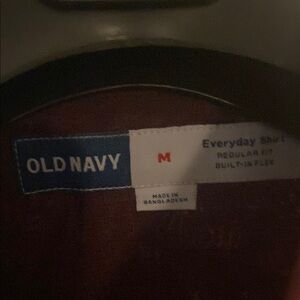 OLD NAVY
M
Everyday Shirt
REGULAR FIT
BUILT-IN FLEX
MADE IN
BANGLADESH